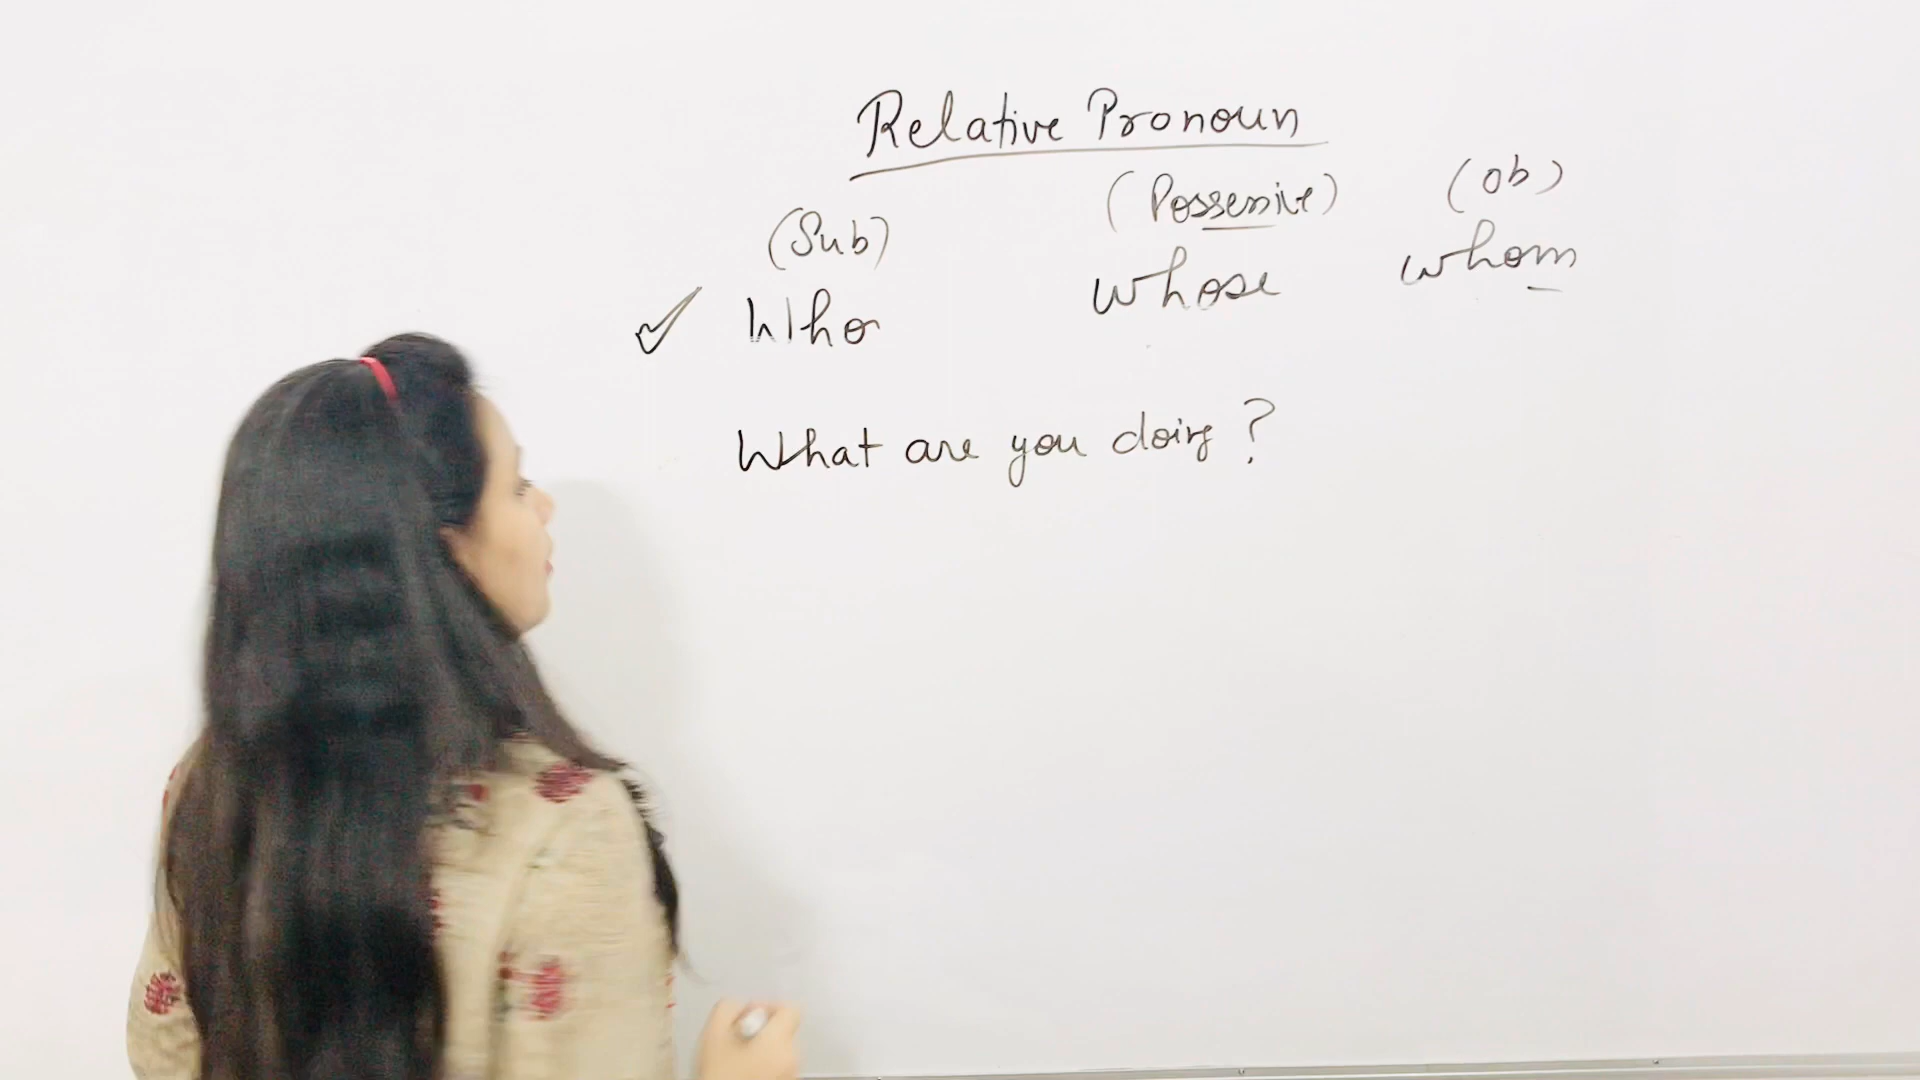 Relative Pronoun
(Sub) (Possessive) (Ob)
✓ Who whose whom
What are you doing?